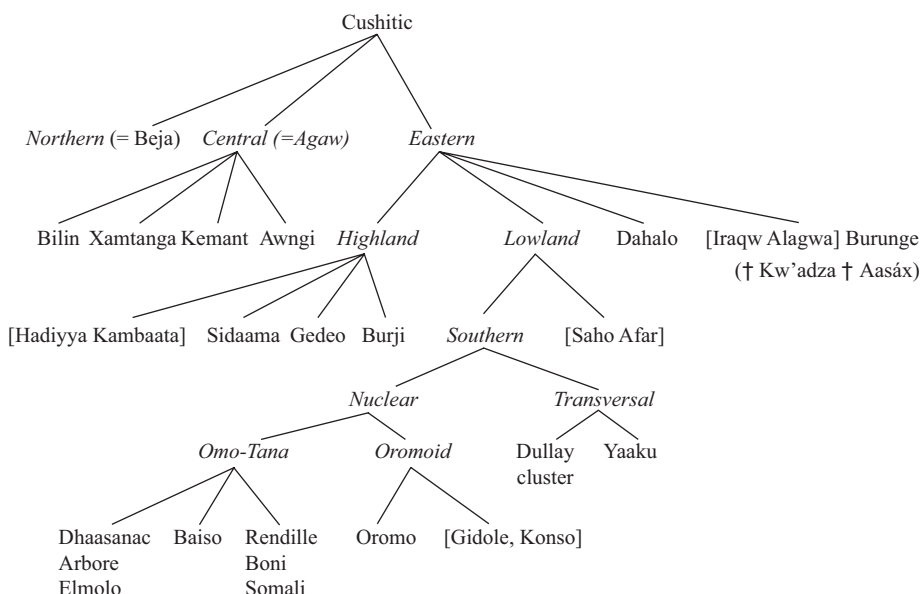 Cushitic
Northern (= Beja) Central (=Agaw) Eastern
Bilin Xamtanga Kemant Awngi Highland Lowland Dahalo [Iraqw Alagwa] Burunge
(† Kw’adza † Aasáx)
[Hadiyya Kambaata] Sidaama Gedeo Burji Southern [Saho Afar]
Nuclear Transversal
Omo-Tana Oromoid Dullay Yaaku
cluster
Dhaasanac Baiso Rendille Oromo [Gidole, Konso]
Arbore Boni
Elmolo Somali